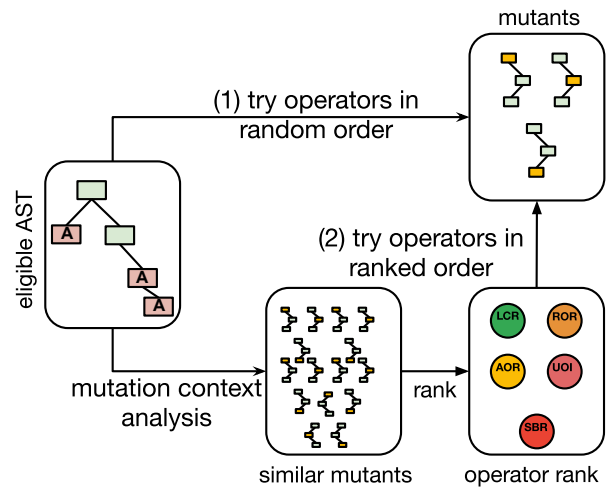 mutants
(1) try operators in
random order
eligible AST
A
A
A
(2) try operators in
ranked order
mutation context
analysis
rank
LCR
ROR
AOR
UOI
SBR
similar mutants
operator rank